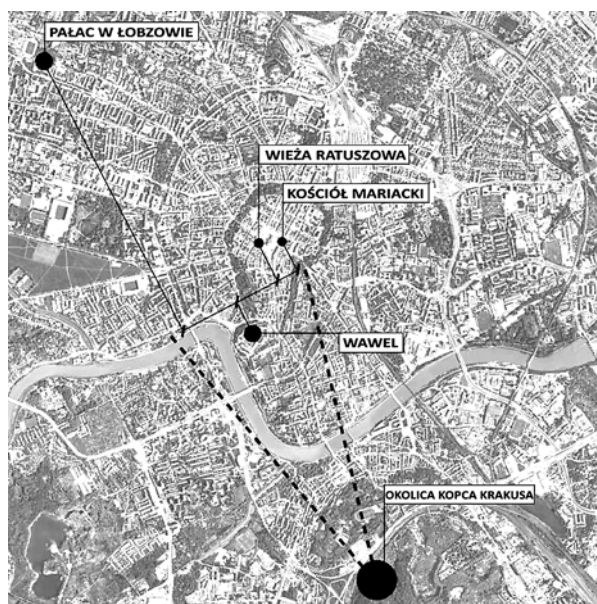 PAŁAC W ŁOBZOWIE
WIEŻA RATUSZOWA
KOŚCIÓŁ MARIACKI
WAWEL
OKOLICA KOPCA KRAKUSA